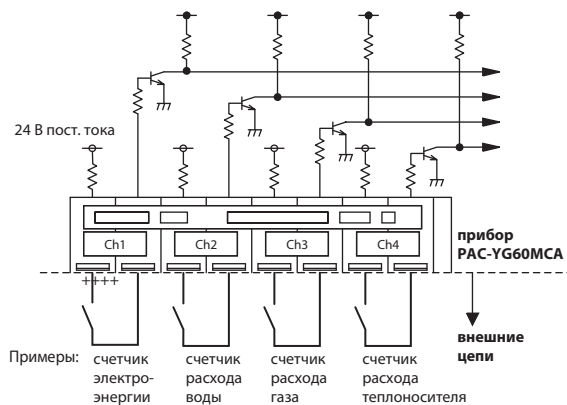 24 В пост. тока
Ch1 Ch2 Ch3 Ch4
прибор
PAC-YG60MCA
++++
внешние
цепи
Примеры:
счетчик
электро-
энергии
счетчик
расхода
воды
счетчик
расхода
газа
счетчик
расхода
теплоносителя